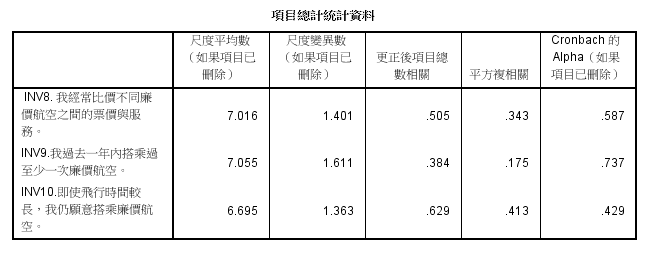 項目總計統計資料
尺度平均數 尺度變異數 Cronbach 的
（如果項目已 （如果項目已 更正後項目總 Alpha（如果
刪除） 刪除） 數相關 平方複相關 項目已刪除）
INV8. 我經常比價不同廉
價航空之間的票價與服 7.016 1.401 .505 .343 .587
務。
INV9.我過去一年內搭乘過 7.055 1.611 .384 .175 .737
至少一次廉價航空。
INV10.即使飛行時間較
長，我仍願意搭乘廉價航 6.695 1.363 .629 .413 .429
空。